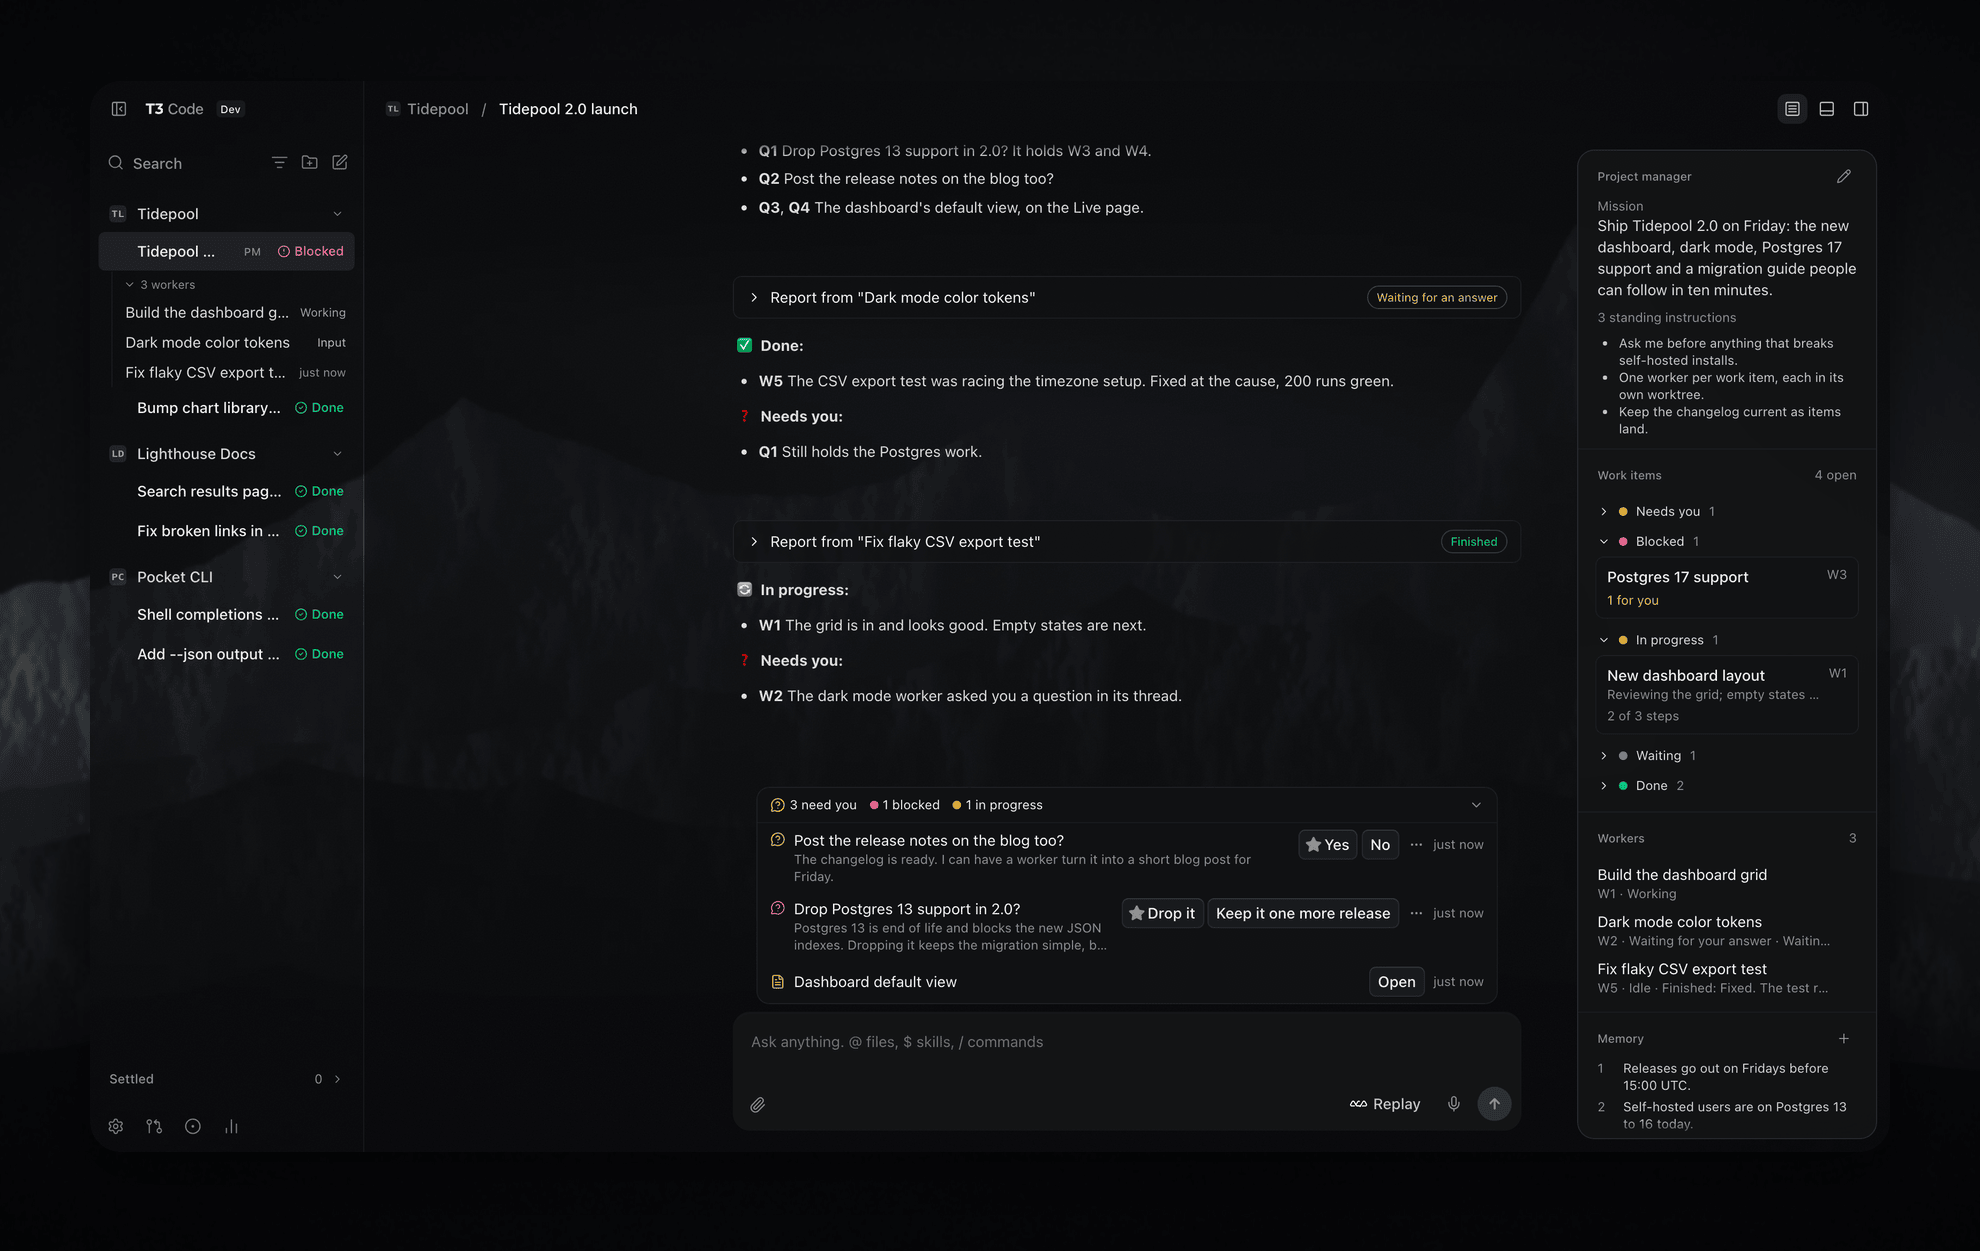 T3 Code Dev
Search
TL Tidepool
Tidepool ... PM Blocked
3 workers
Build the dashboard g... Working
Dark mode color tokens Input
Fix flaky CSV export t... just now
Bump chart library... Done
LD Lighthouse Docs
Search results pag... Done
Fix broken links in ... Done
PC Pocket CLI
Shell completions ... Done
Add --json output ... Done
Settled 0
TL Tidepool / Tidepool 2.0 launch
Q1 Drop Postgres 13 support in 2.0? It holds W3 and W4.
Q2 Post the release notes on the blog too?
Q3, Q4 The dashboard's default view, on the Live page.
Report from "Dark mode color tokens" Waiting for an answer
Done:
W5 The CSV export test was racing the timezone setup. Fixed at the cause, 200 runs green.
Needs you:
Q1 Still holds the Postgres work.
Report from "Fix flaky CSV export test" Finished
In progress:
W1 The grid is in and looks good. Empty states are next.
Needs you:
W2 The dark mode worker asked you a question in its thread.
3 need you 1 blocked 1 in progress
Post the release notes on the blog too? Yes No ... just now
The changelog is ready. I can have a worker turn it into a short blog post for
Friday.
Drop Postgres 13 support in 2.0? Drop it Keep it one more release ... just now
Postgres 13 is end of life and blocks the new JSON
indexes. Dropping it keeps the migration simple, b...
Dashboard default view Open just now
Ask anything. @ files, $ skills, / commands
Replay
Project manager
Mission
Ship Tidepool 2.0 on Friday: the new
dashboard, dark mode, Postgres 17
support and a migration guide people
can follow in ten minutes.
3 standing instructions
Ask me before anything that breaks
self-hosted installs.
One worker per work item, each in its
own worktree.
Keep the changelog current as items
land.
Work items 4 open
Needs you 1
Blocked 1
Postgres 17 support W3
1 for you
In progress 1
New dashboard layout W1
Reviewing the grid; empty states ...
2 of 3 steps
Waiting 1
Done 2
Workers 3
Build the dashboard grid
W1 · Working
Dark mode color tokens
W2 · Waiting for your answer · Waitin...
Fix flaky CSV export test
W5 · Idle · Finished: Fixed. The test r...
Memory
1 Releases go out on Fridays before
15:00 UTC.
2 Self-hosted users are on Postgres 13
to 16 today.